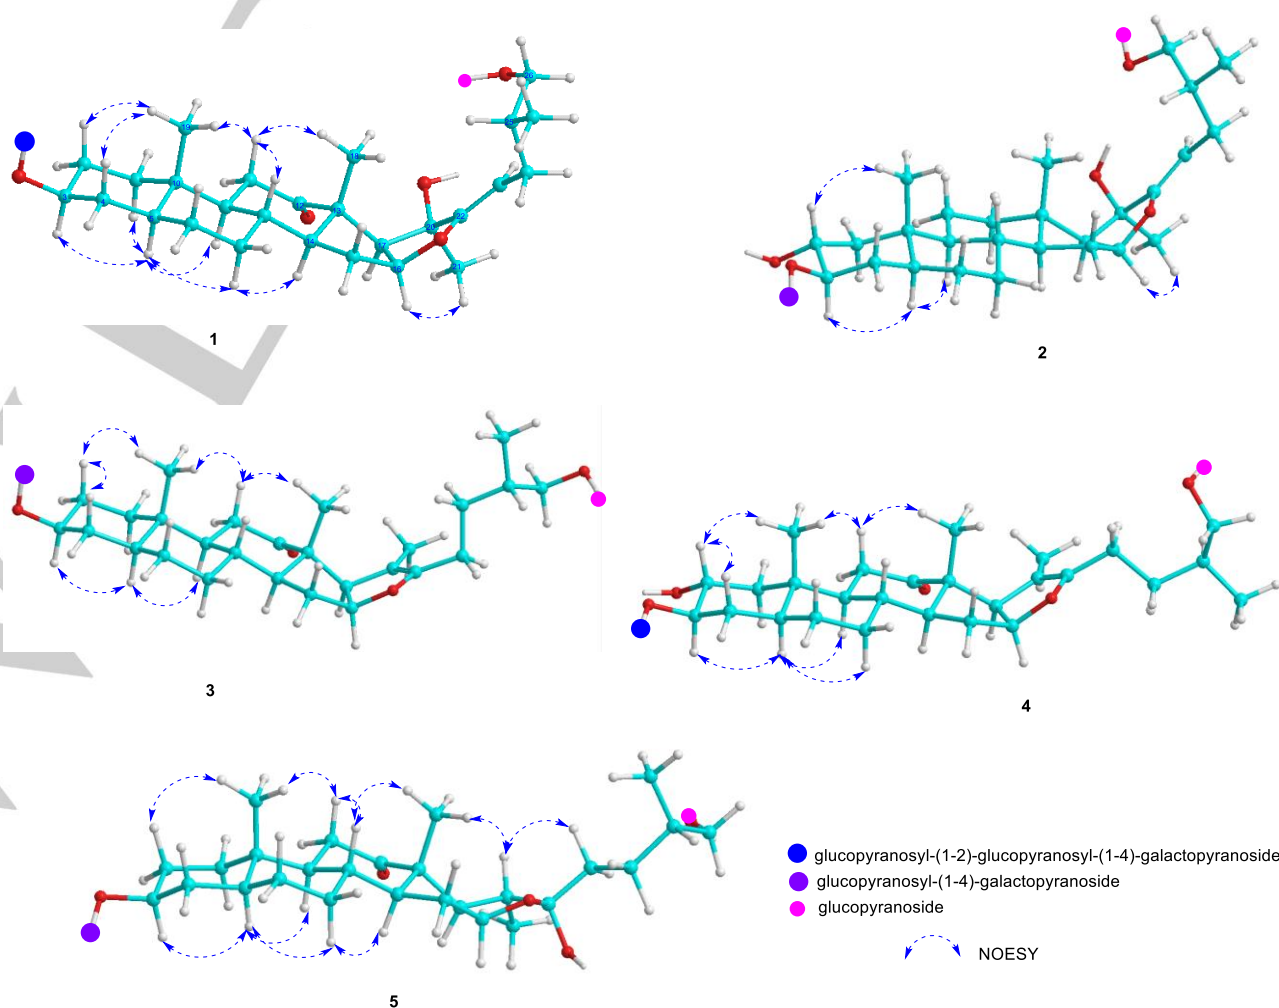 1
2
3
4
5
glucopyranosyl-(1-2)-glucopyranosyl-(1-4)-galactopyranoside
glucopyranosyl-(1-4)-galactopyranoside
glucopyranoside
NOESY